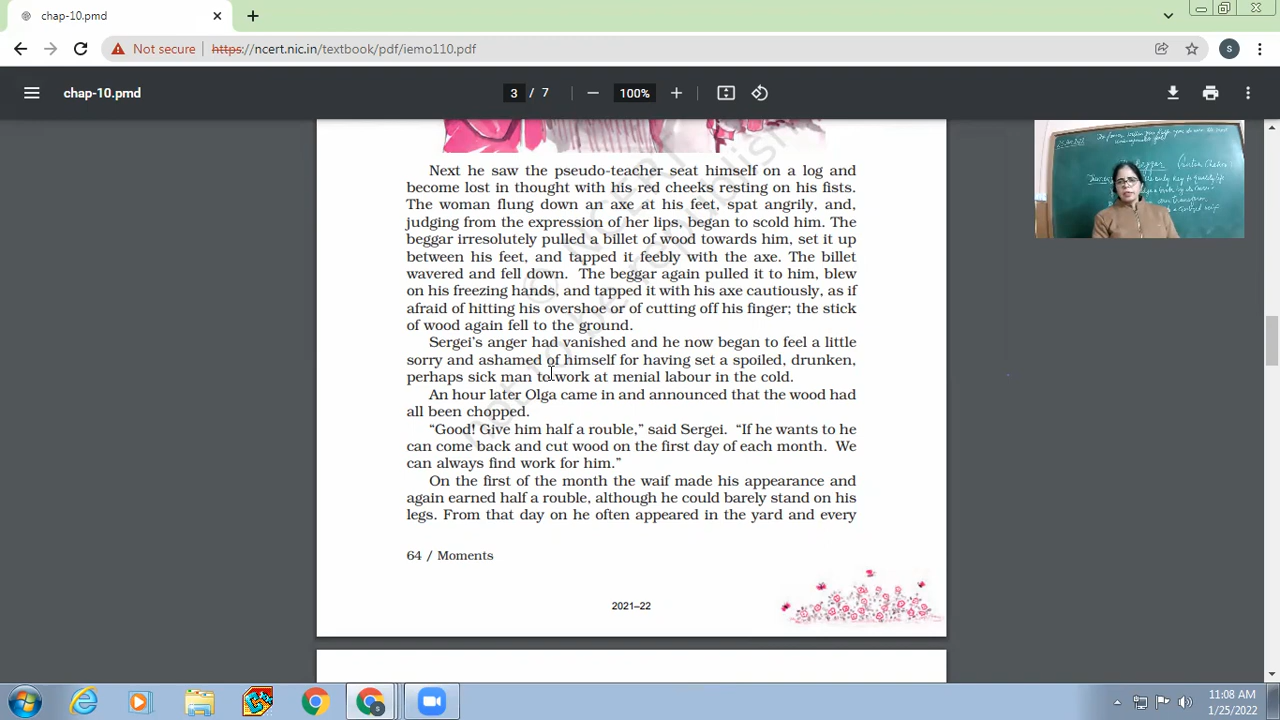 chap-10.pmd
Not secure
https://ncert.nic.in/textbook/pdf/iemo110.pdf
S
chap-10.pmd
3 / 7
100%
Next he saw the pseudo-teacher seat himself on a log and
become lost in thought with his red cheeks resting on his fists.
The woman flung down an axe at his feet, spat angrily, and,
judging from the expression of her lips, began to scold him. The
beggar irresolutely pulled a billet of wood towards him, set it up
between his feet, and tapped it feebly with the axe. The billet
wavered and fell down. The beggar again pulled it to him, blew
on his freezing hands, and tapped it with his axe cautiously, as if
afraid of hitting his overshoe or of cutting off his finger; the stick
of wood again fell to the ground.
Sergei's anger had vanished and he now began to feel a little
sorry and ashamed of himself for having set a spoiled, drunken,
perhaps sick man to work at menial labour in the cold.
An hour later Olga came in and announced that the wood had
all been chopped.
“Good! Give him half a rouble,” said Sergei. “If he wants to he
can come back and cut wood on the first day of each month. We
can always find work for him.”
On the first of the month the waif made his appearance and
again earned half a rouble, although he could barely stand on his
legs. From that day on he often appeared in the yard and every
64 / Moments
2021–22
© NCERT
not to be republished
11:08 AM
1/25/2022